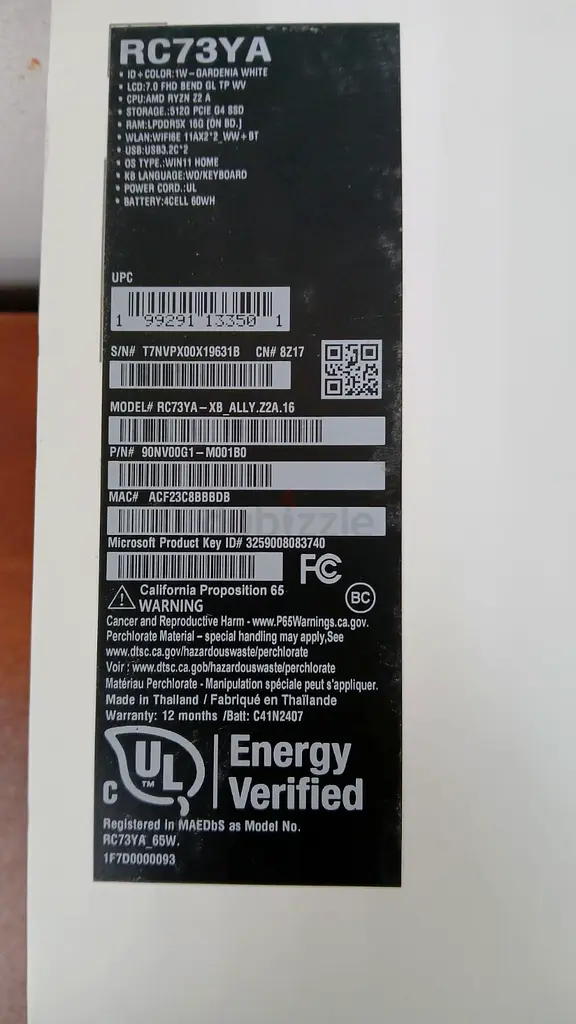 RC73YA
• ID+COLOR:1W-GARDENIA WHITE
• LCD:7.0 FHD BEND GL TP WV
• CPU:AMD RYZN Z2 A
• STORAGE.:512G PCIE G4 SSD
• RAM:LPDDR5X 16G [ON BD.]
• WLAN:WIFI6E 11AX2*2_WW+BT
• USB:USB3.2C*2
• OS TYPE.:WIN11 HOME
• KB LANGUAGE:WO/KEYBOARD
• POWER CORD.:UL
• BATTERY:4CELL 60WH
UPC
1 99291 13350 1
S/N# T7NVPX00X19631B CN# 8Z17
MODEL# RC73YA-XB_ALLY.Z2A.16
P/N# 90NV00G1-M001B0
MAC# ACF23C8BBBDB
dubizzle
Microsoft Product Key ID# 3259008083740
FC
California Proposition 65
WARNING
BC
Cancer and Reproductive Harm - www.P65Warnings.ca.gov.
Perchlorate Material – special handling may apply,See
www.dtsc.ca.gov/hazardouswaste/perchlorate
Voir : www.dtsc.ca.gob/hazardouswaste/perchlorate
Matériau Perchlorate - Manipulation spéciale peut s'appliquer.
Made in Thailand / Fabriqué en Thaïlande
Warranty: 12 months /Batt: C41N2407
C UL TM Energy
Verified
Registered in MAEDbS as Model No.
RC73YA_65W.
1F7D0000093